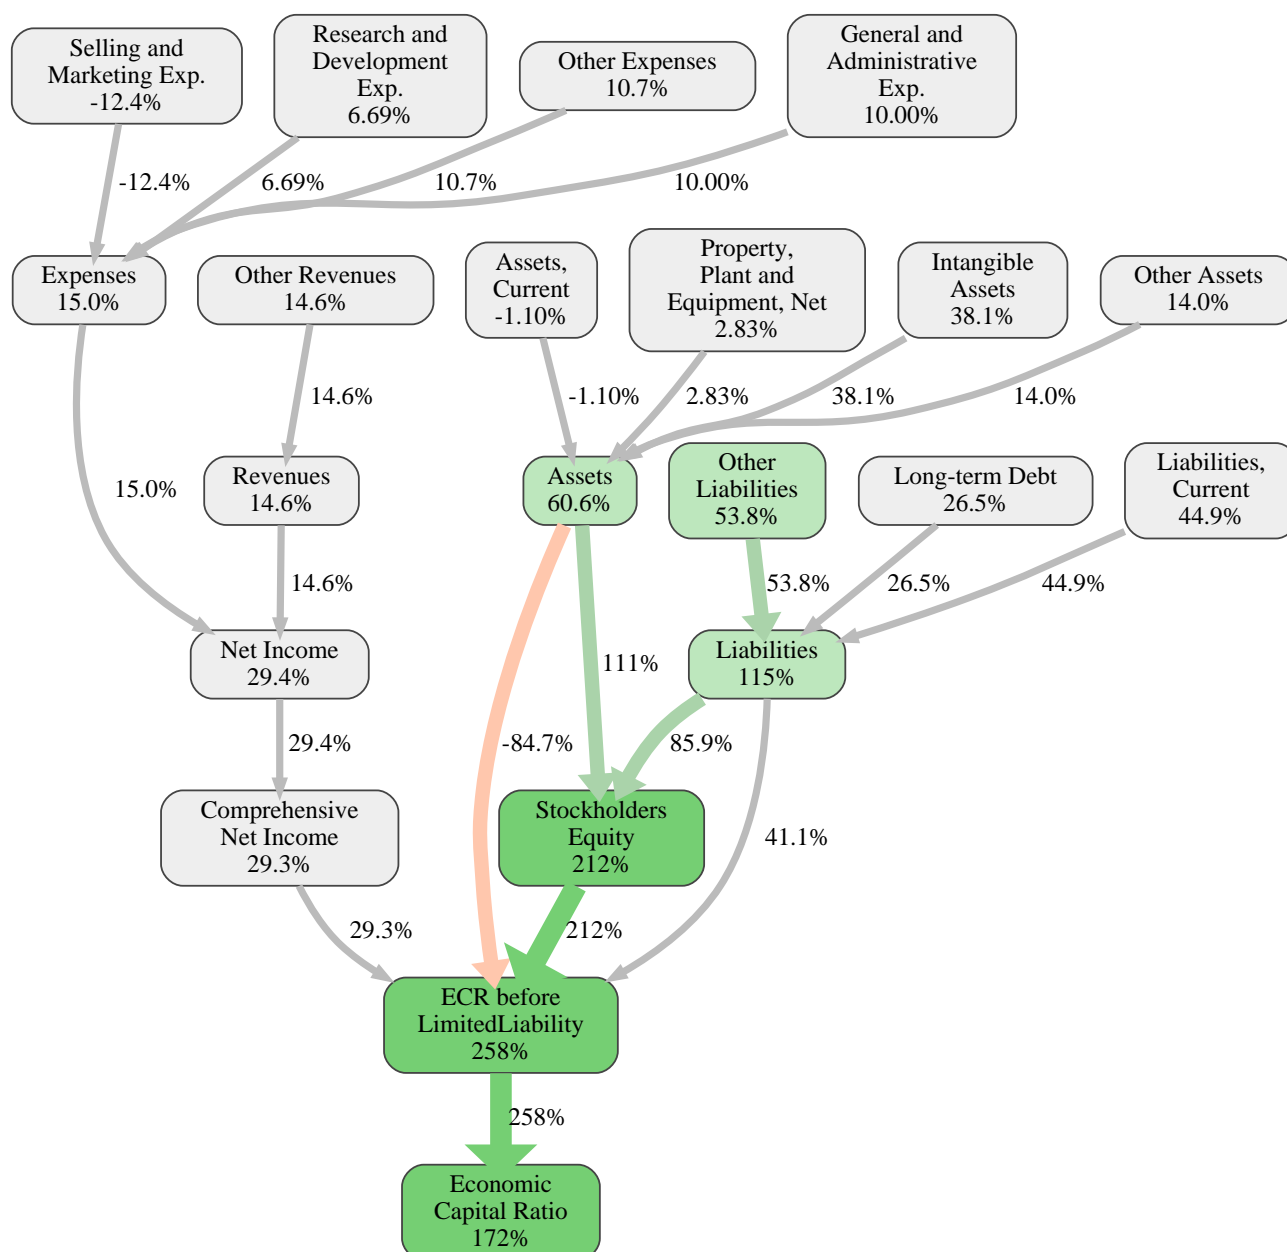 Selling and
Marketing Exp.
-12.4%
Research and
Development
Exp.
6.69%
Other Expenses
10.7%
General and
Administrative
Exp.
10.00%
-12.4%
6.69%
10.7%
10.00%
Expenses
15.0%
Other Revenues
14.6%
Assets,
Current
-1.10%
Property,
Plant and
Equipment, Net
2.83%
Intangible
Assets
38.1%
Other Assets
14.0%
14.6%
-1.10%
2.83%
38.1%
14.0%
15.0%
Revenues
14.6%
Assets
60.6%
Other
Liabilities
53.8%
Long-term Debt
26.5%
Liabilities,
Current
44.9%
14.6%
53.8%
26.5%
44.9%
Net Income
29.4%
111%
Liabilities
115%
29.4%
-84.7%
85.9%
Comprehensive
Net Income
29.3%
Stockholders
Equity
212%
41.1%
29.3%
212%
ECR before
LimitedLiability
258%
258%
Economic
Capital Ratio
172%